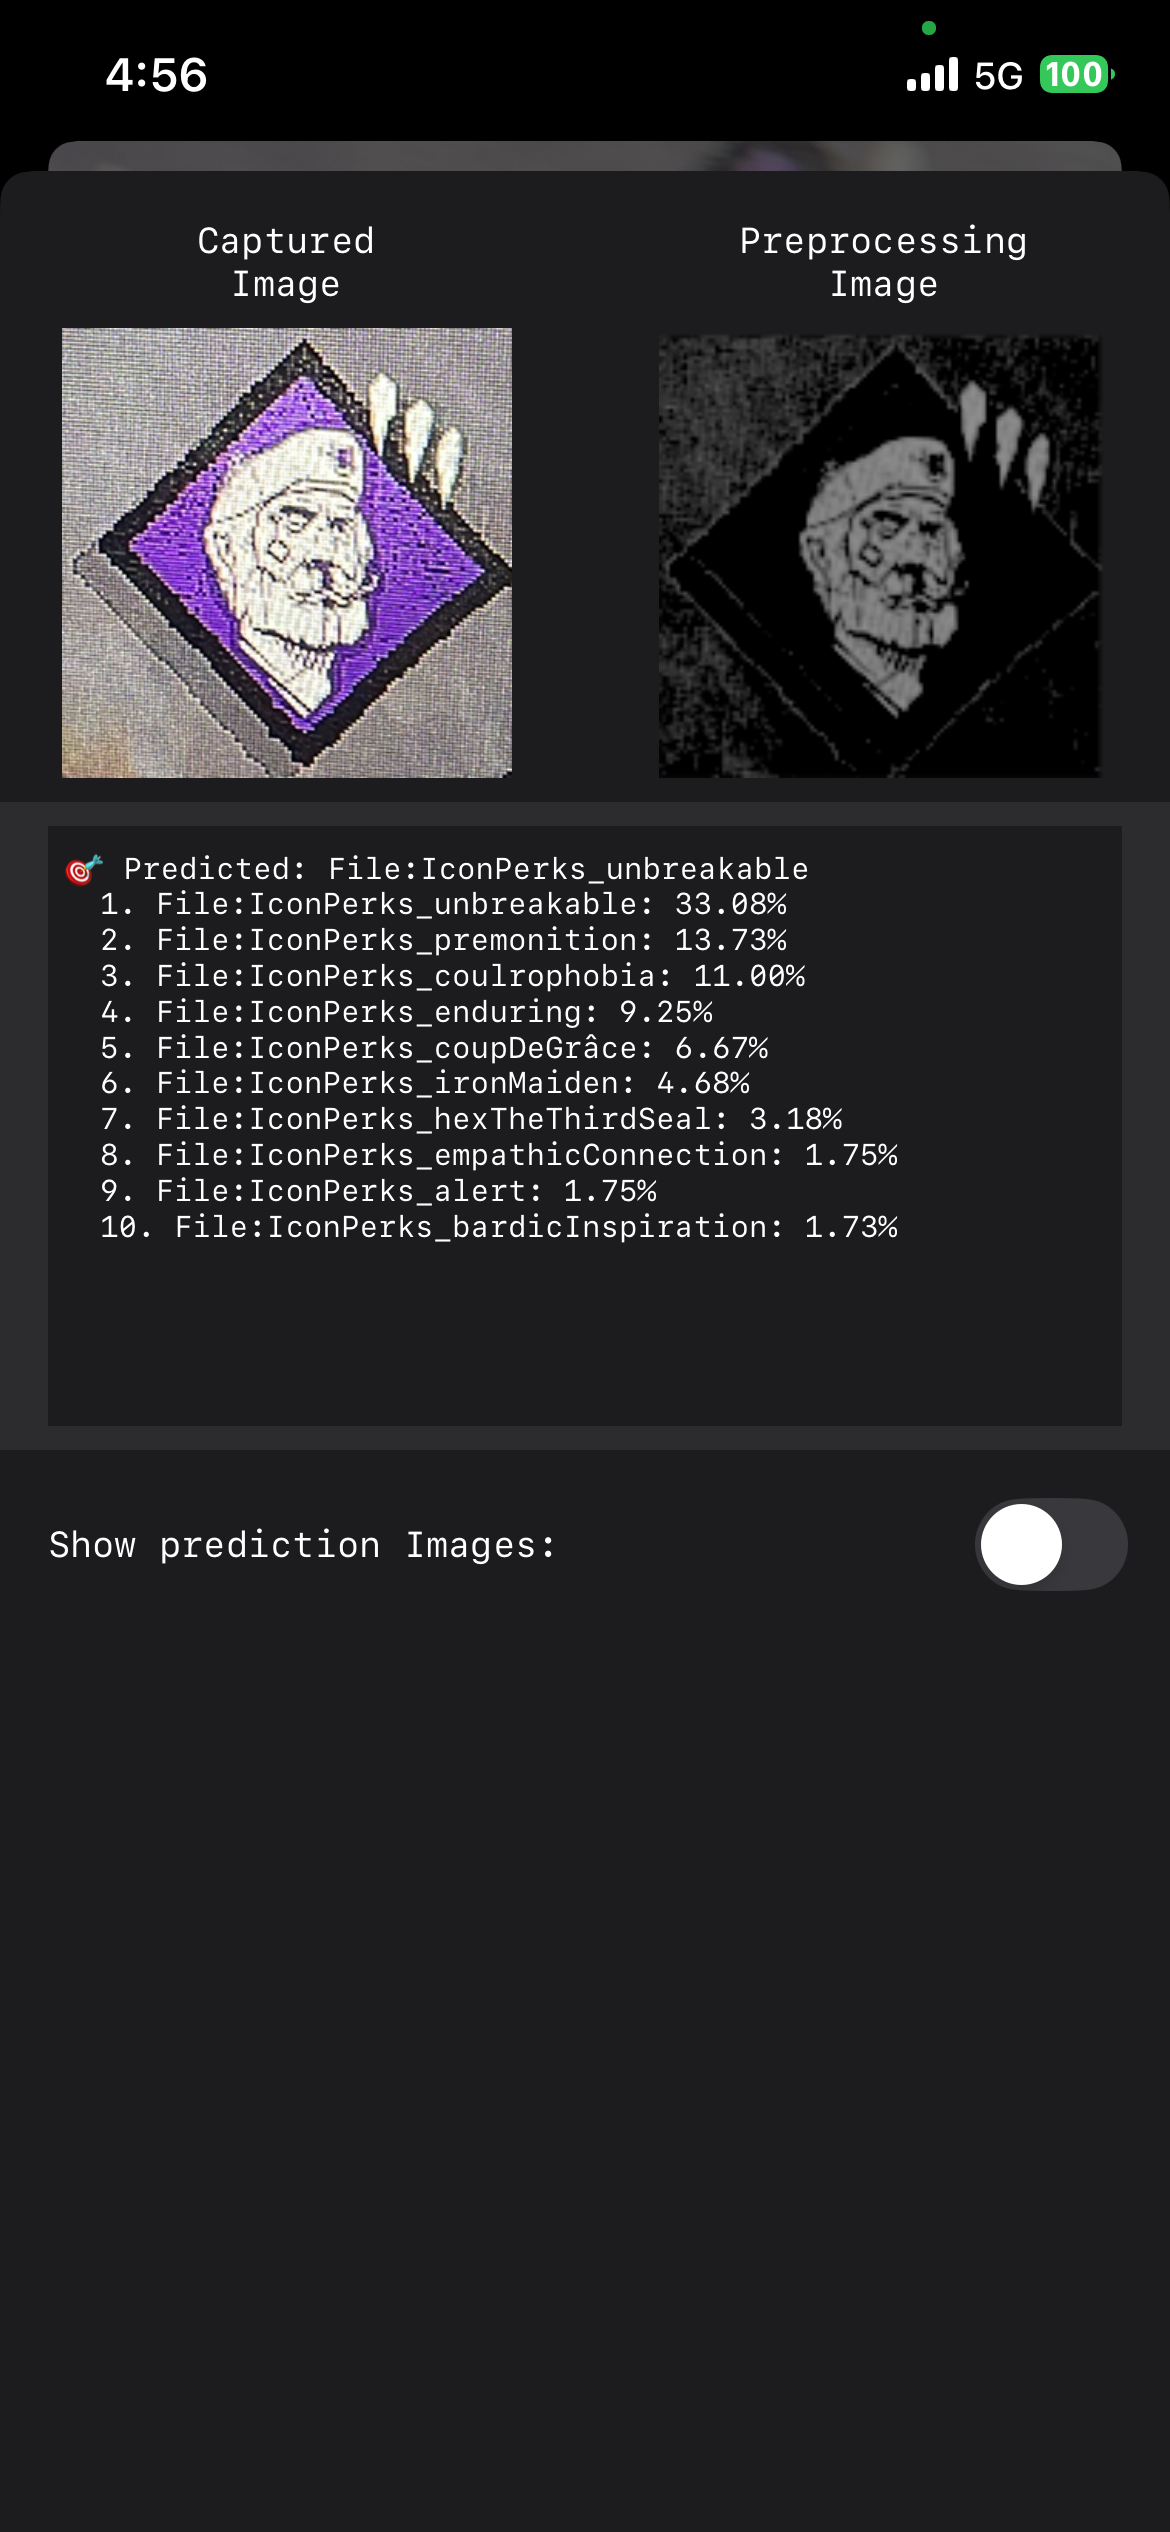 4:56
5G
100
Captured
Image
Preprocessing
Image
🎯 Predicted: File:IconPerks_unbreakable
1. File:IconPerks_unbreakable: 33.08%
2. File:IconPerks_premonition: 13.73%
3. File:IconPerks_coulrophobia: 11.00%
4. File:IconPerks_enduring: 9.25%
5. File:IconPerks_coupDeGrâce: 6.67%
6. File:IconPerks_ironMaiden: 4.68%
7. File:IconPerks_hexTheThirdSeal: 3.18%
8. File:IconPerks_empathicConnection: 1.75%
9. File:IconPerks_alert: 1.75%
10. File:IconPerks_bardicInspiration: 1.73%
Show prediction Images: